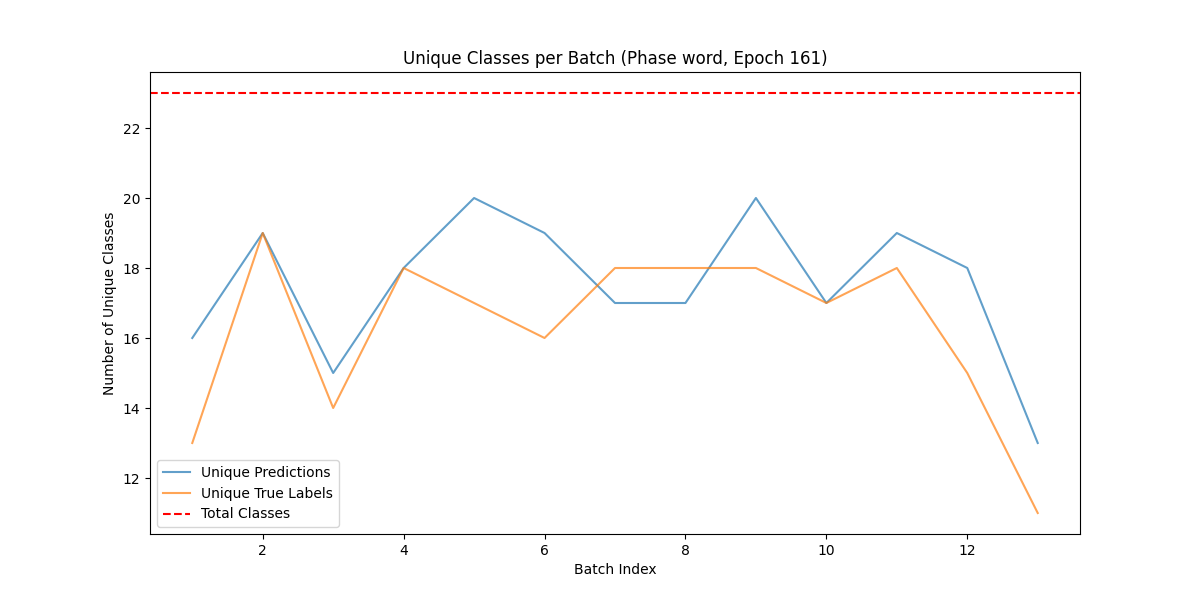 Unique Classes per Batch (Phase word, Epoch 161)
Number of Unique Classes
22
20
18
16
14
12
Unique Predictions
Unique True Labels
Total Classes
2
4
6
8
10
12
Batch Index